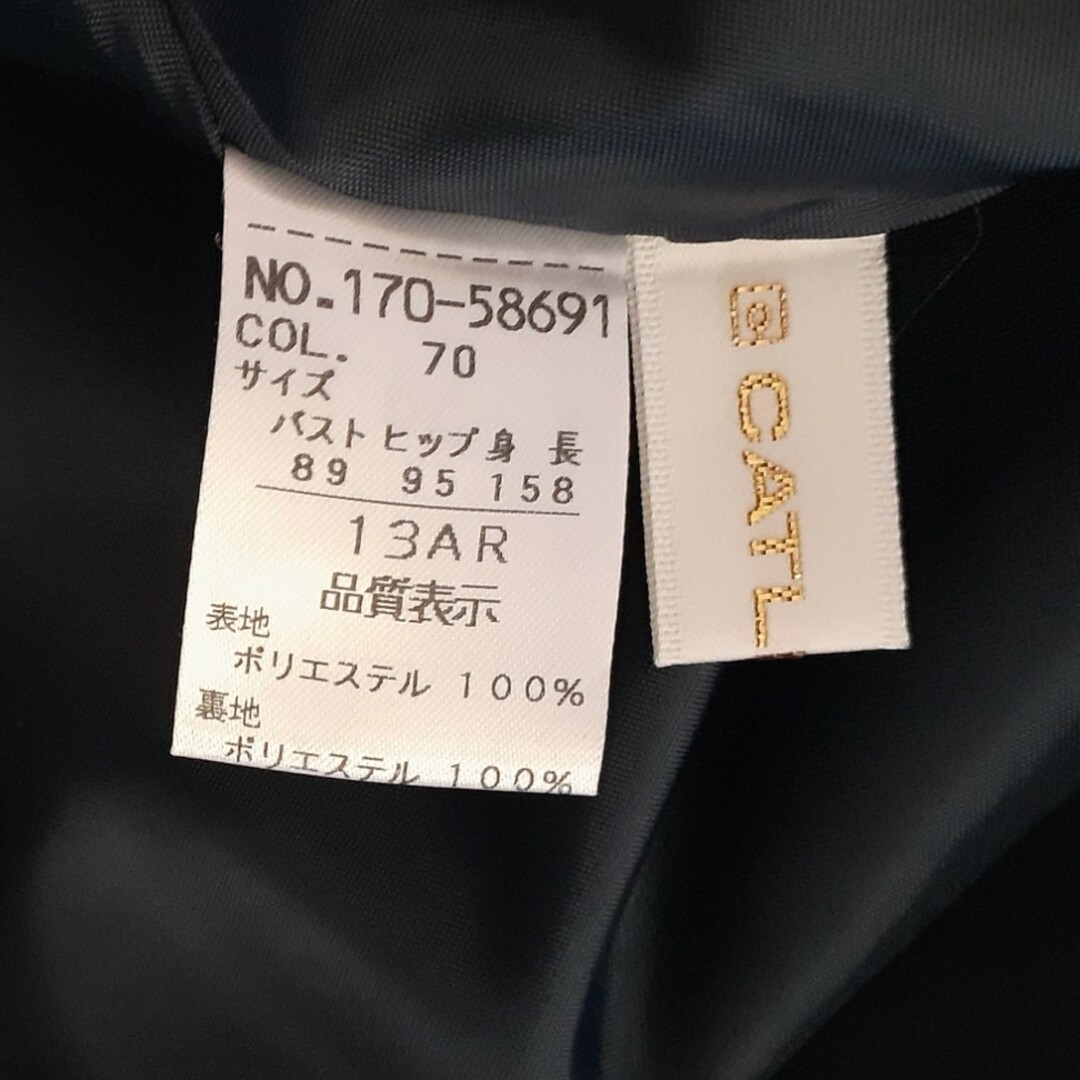 NO.170-58691
COL. 70
サイズ
バスト ヒップ 身 長
89 95 158
13AR
品質表示
表地
ポリエステル 100%
裏地
ポリエステル 100%
CATL